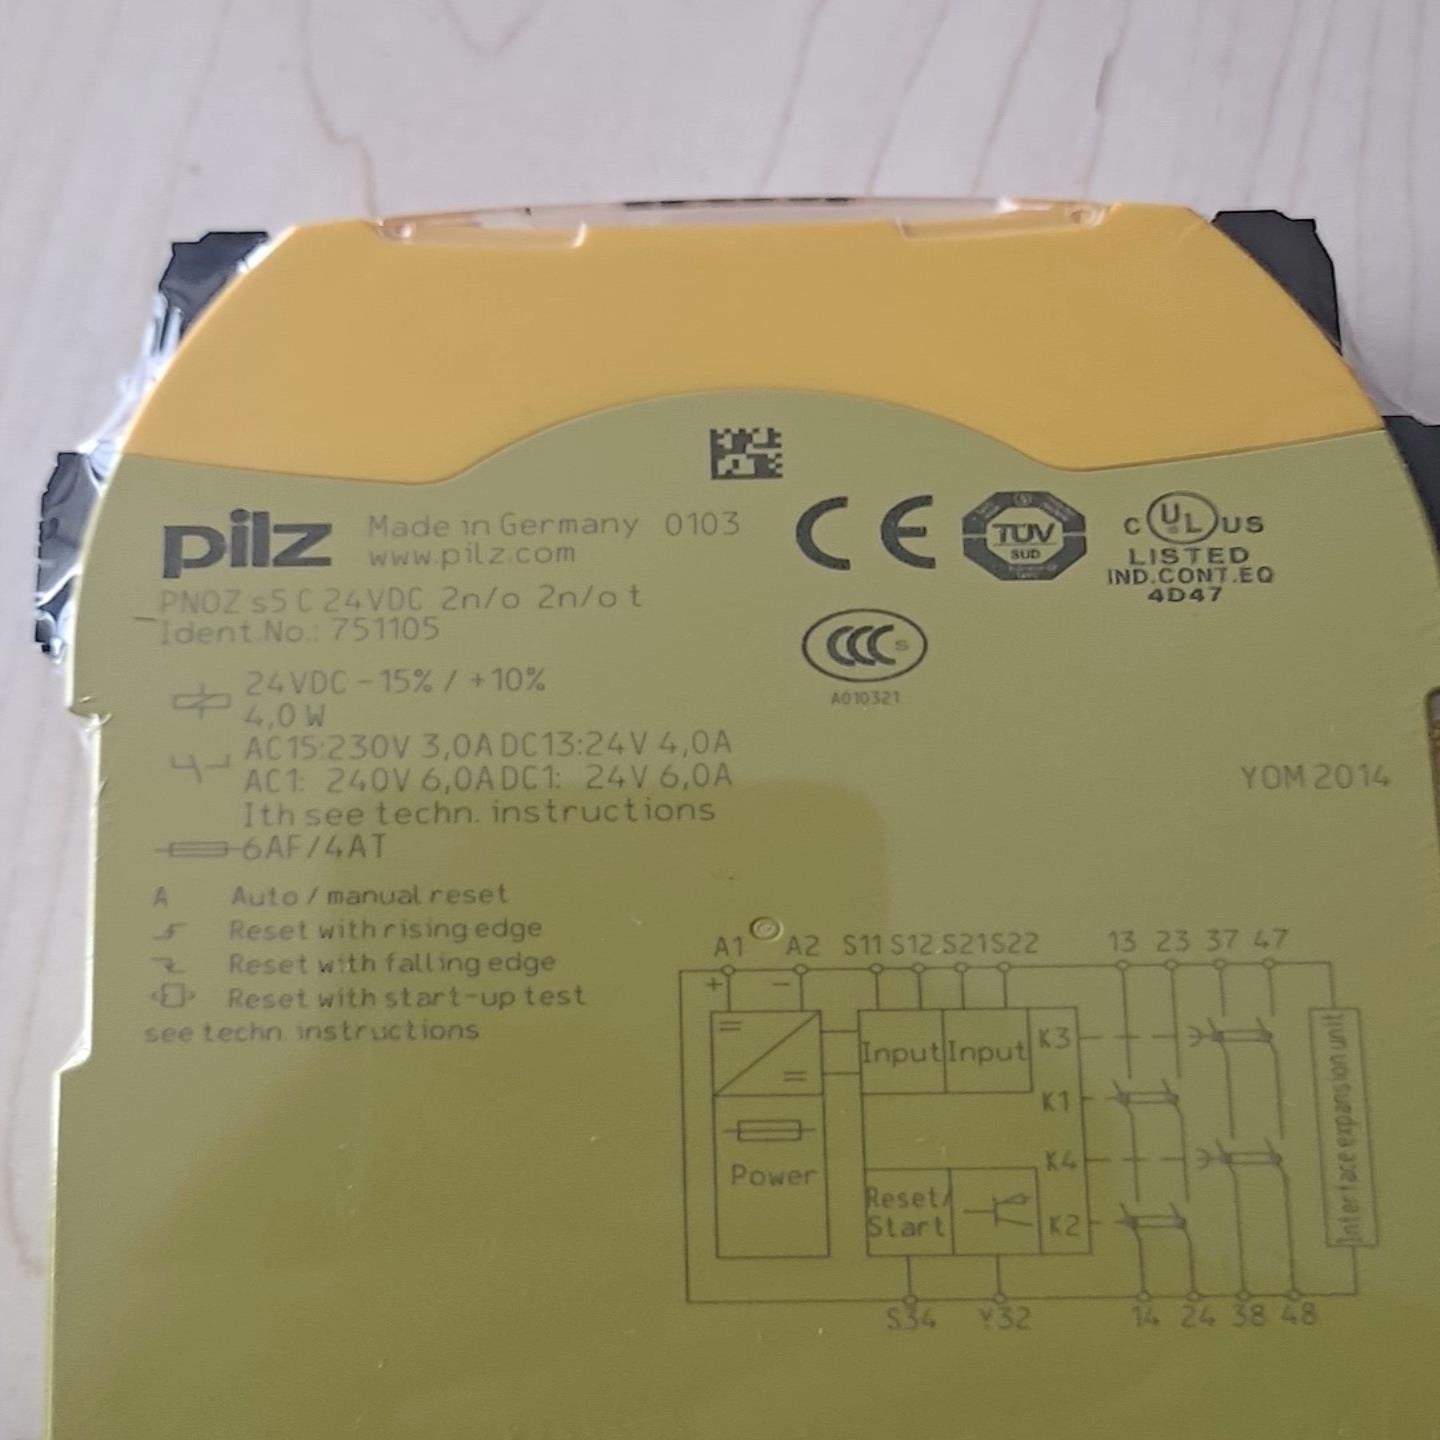 pilz Made in Germany 0103
www.pilz.com
PNOZ s5 C 24VDC 2n/o 2n/o t
Ident.No.: 751105
24VDC -15% / +10%
4,0 W
AC15:230V 3,0A DC13:24V 4,0A
AC1: 240V 6,0A DC1: 24V 6,0A
Ith see techn. instructions
6AF/4AT
A Auto / manual reset
Reset with rising edge
Reset with falling edge
Reset with start-up test
see techn. instructions
CE
TÜV
SUD
C UL US
LISTED
IND.CONT.EQ
4D47
CCC S
A010321
YOM 2014
A1 A2 S11 S12 S21 S22 13 23 37 47
+ −
Input Input K3
K1
K4
Power
Reset/
Start
K2
Interface expansion unit
S34 Y32 14 24 38 48